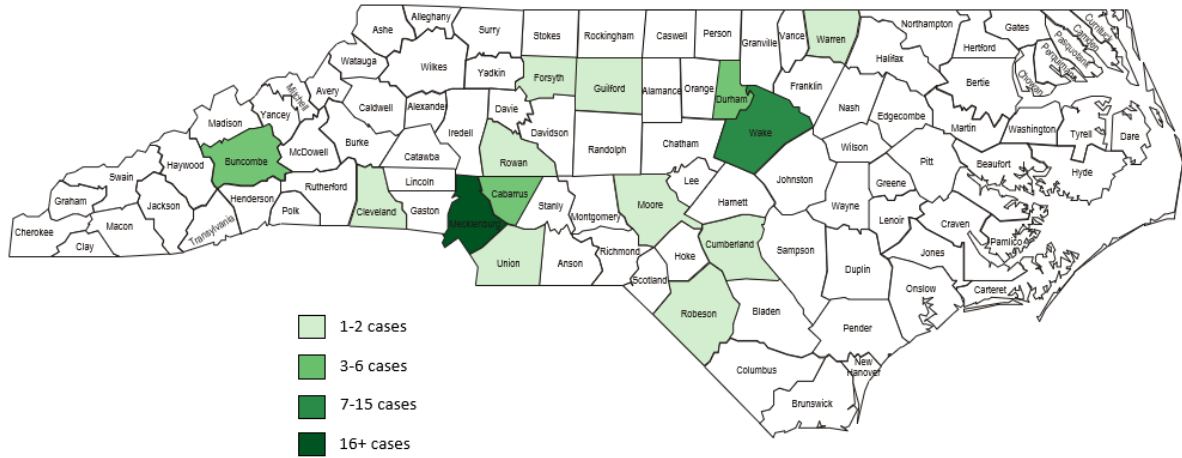 Ashe
Alleghany
Surry
Stokes
Rockingham
Caswell
Person
Granville
Vance
Warren
Northampton
Gates
Currituck
Camden
Pasquotank
Perquimans
Chowan
Hertford
Halifax
Bertie
Watauga
Wilkes
Yadkin
Forsyth
Guilford
Alamance
Orange
Durham
Franklin
Nash
Edgecombe
Martin
Washington
Tyrell
Dare
Mitchell
Avery
Caldwell
Alexander
Davie
Iredell
Davidson
Madison
Yancey
Burke
McDowell
Catawba
Rowan
Randolph
Chatham
Wake
Wilson
Pitt
Beaufort
Hyde
Haywood
Buncombe
Swain
Rutherford
Lincoln
Cabarrus
Stanly
Montgomery
Moore
Lee
Harnett
Johnston
Wayne
Greene
Lenoir
Craven
Pamlico
Graham
Jackson
Henderson
Polk
Cleveland
Gaston
Mecklenburg
Cherokee
Macon
Clay
Transylvania
Union
Anson
Richmond
Scotland
Hoke
Cumberland
Sampson
Duplin
Jones
Onslow
Carteret
Robeson
Bladen
Pender
New
Hanover
Columbus
Brunswick
1-2 cases
3-6 cases
7-15 cases
16+ cases